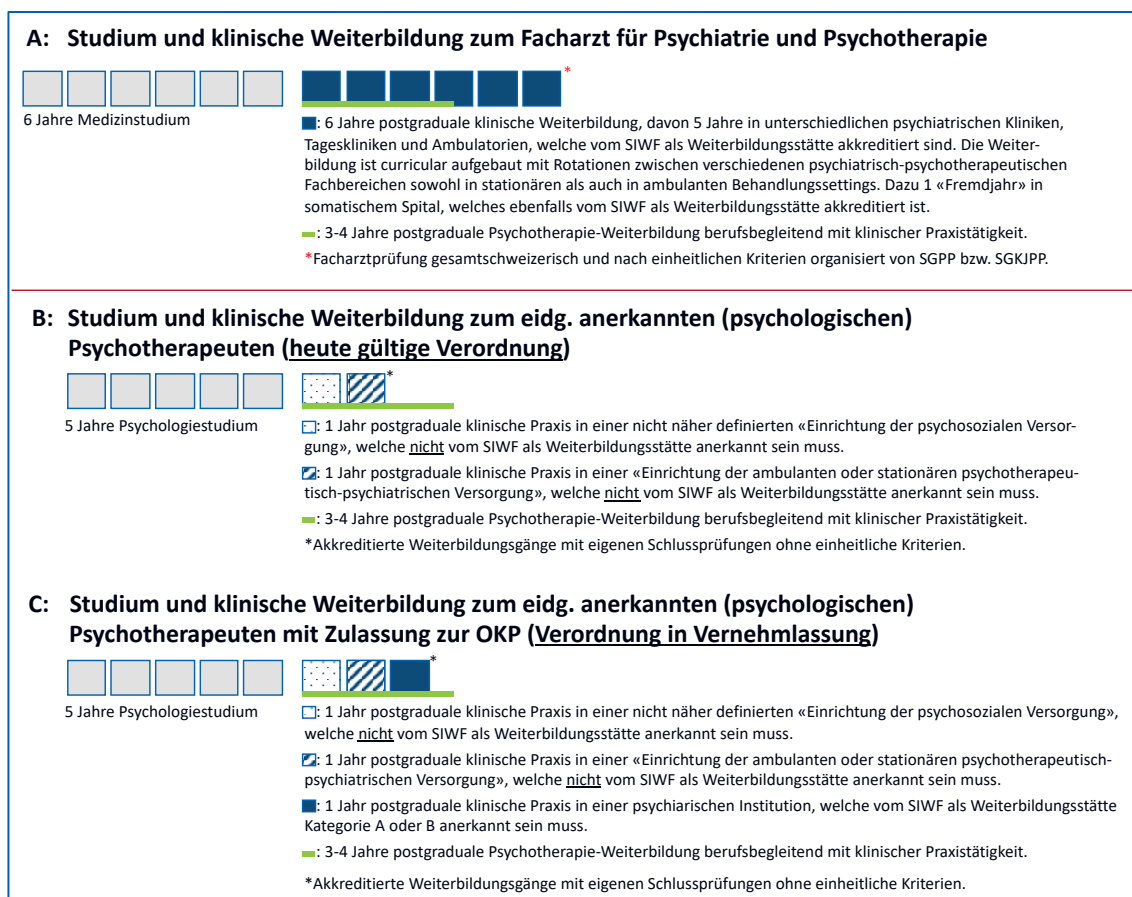 A: Studium und klinische Weiterbildung zum Facharzt für Psychiatrie und Psychotherapie
*
6 Jahre Medizinstudium
: 6 Jahre postgraduale klinische Weiterbildung, davon 5 Jahre in unterschiedlichen psychiatrischen Kliniken,
Tageskliniken und Ambulatorien, welche vom SIWF als Weiterbildungsstätte akkreditiert sind. Die Weiter-
bildung ist curricular aufgebaut mit Rotationen zwischen verschiedenen psychiatrisch-psychotherapeutischen
Fachbereichen sowohl in stationären als auch in ambulanten Behandlungssettings. Dazu 1 «Fremdjahr» in
somatischem Spital, welches ebenfalls vom SIWF als Weiterbildungsstätte akkreditiert ist.
: 3-4 Jahre postgraduale Psychotherapie-Weiterbildung berufsbegleitend mit klinischer Praxistätigkeit.
*Facharztprüfung gesamtschweizerisch und nach einheitlichen Kriterien organisiert von SGPP bzw. SGKJPP.
B: Studium und klinische Weiterbildung zum eidg. anerkannten (psychologischen)
Psychotherapeuten (heute gültige Verordnung)
*
5 Jahre Psychologiestudium
: 1 Jahr postgraduale klinische Praxis in einer nicht näher definierten «Einrichtung der psychosozialen Versor-
gung», welche nicht vom SIWF als Weiterbildungsstätte anerkannt sein muss.
: 1 Jahr postgraduale klinische Praxis in einer «Einrichtung der ambulanten oder stationären psychotherapeu-
tisch-psychiatrischen Versorgung», welche nicht vom SIWF als Weiterbildungsstätte anerkannt sein muss.
: 3-4 Jahre postgraduale Psychotherapie-Weiterbildung berufsbegleitend mit klinischer Praxistätigkeit.
*Akkreditierte Weiterbildungsgänge mit eigenen Schlussprüfungen ohne einheitliche Kriterien.
C: Studium und klinische Weiterbildung zum eidg. anerkannten (psychologischen)
Psychotherapeuten mit Zulassung zur OKP (Verordnung in Vernehmlassung)
*
5 Jahre Psychologiestudium
: 1 Jahr postgraduale klinische Praxis in einer nicht näher definierten «Einrichtung der psychosozialen Versorgung»,
welche nicht vom SIWF als Weiterbildungsstätte anerkannt sein muss.
: 1 Jahr postgraduale klinische Praxis in einer «Einrichtung der ambulanten oder stationären psychotherapeutisch-
psychiatrischen Versorgung», welche nicht vom SIWF als Weiterbildungsstätte anerkannt sein muss.
: 1 Jahr postgraduale klinische Praxis in einer psychiarischen Institution, welche vom SIWF als Weiterbildungsstätte
Kategorie A oder B anerkannt sein muss.
: 3-4 Jahre postgraduale Psychotherapie-Weiterbildung berufsbegleitend mit klinischer Praxistätigkeit.
*Akkreditierte Weiterbildungsgänge mit eigenen Schlussprüfungen ohne einheitliche Kriterien.